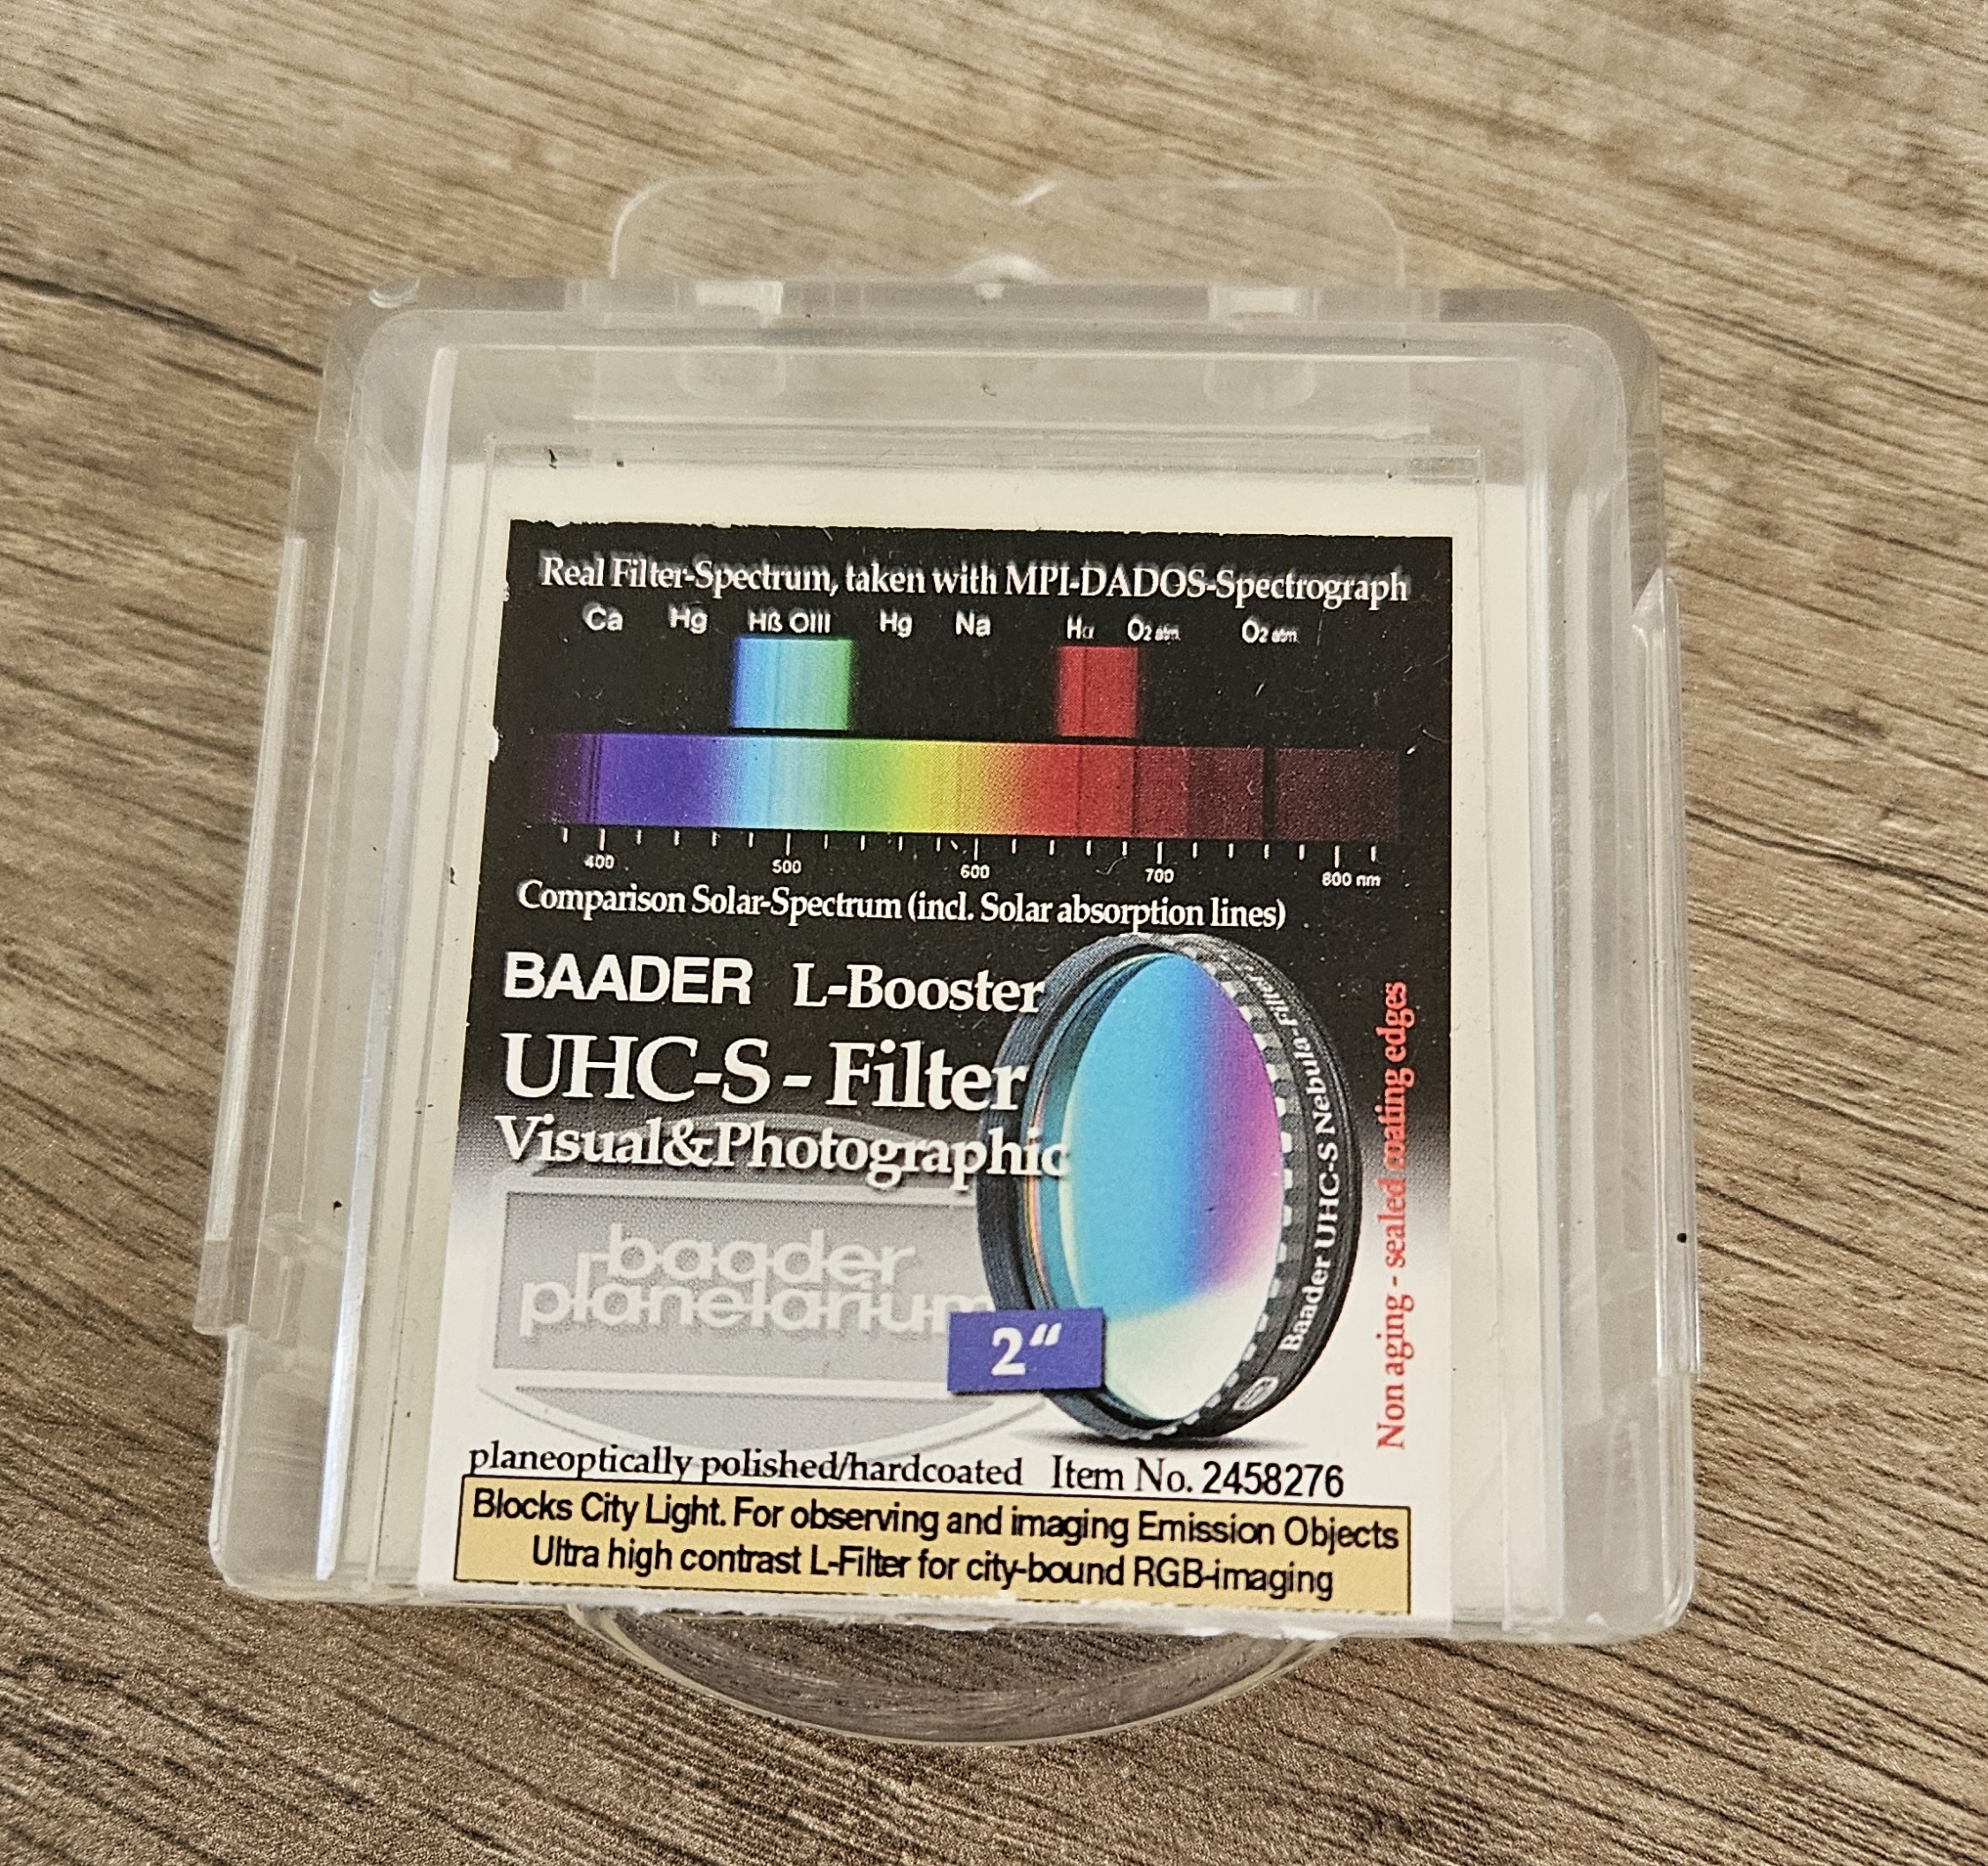 Real Filter-Spectrum, taken with MPI-DADOS-Spectrograph
Ca Hg Hß OIII Hg Na Hα O2 atm. O2 atm.
400 500 600 700 800 nm
Comparison Solar-Spectrum (incl. Solar absorption lines)
BAADER L-Booster
UHC-S - Filter
Visual&Photographic
baader
planetarium
2“
Baader UHC-S Nebula-Filter
Non aging - sealed coating edges
planeoptically polished/hardcoated Item No. 2458276
Blocks City Light. For observing and imaging Emission Objects
Ultra high contrast L-Filter for city-bound RGB-imaging